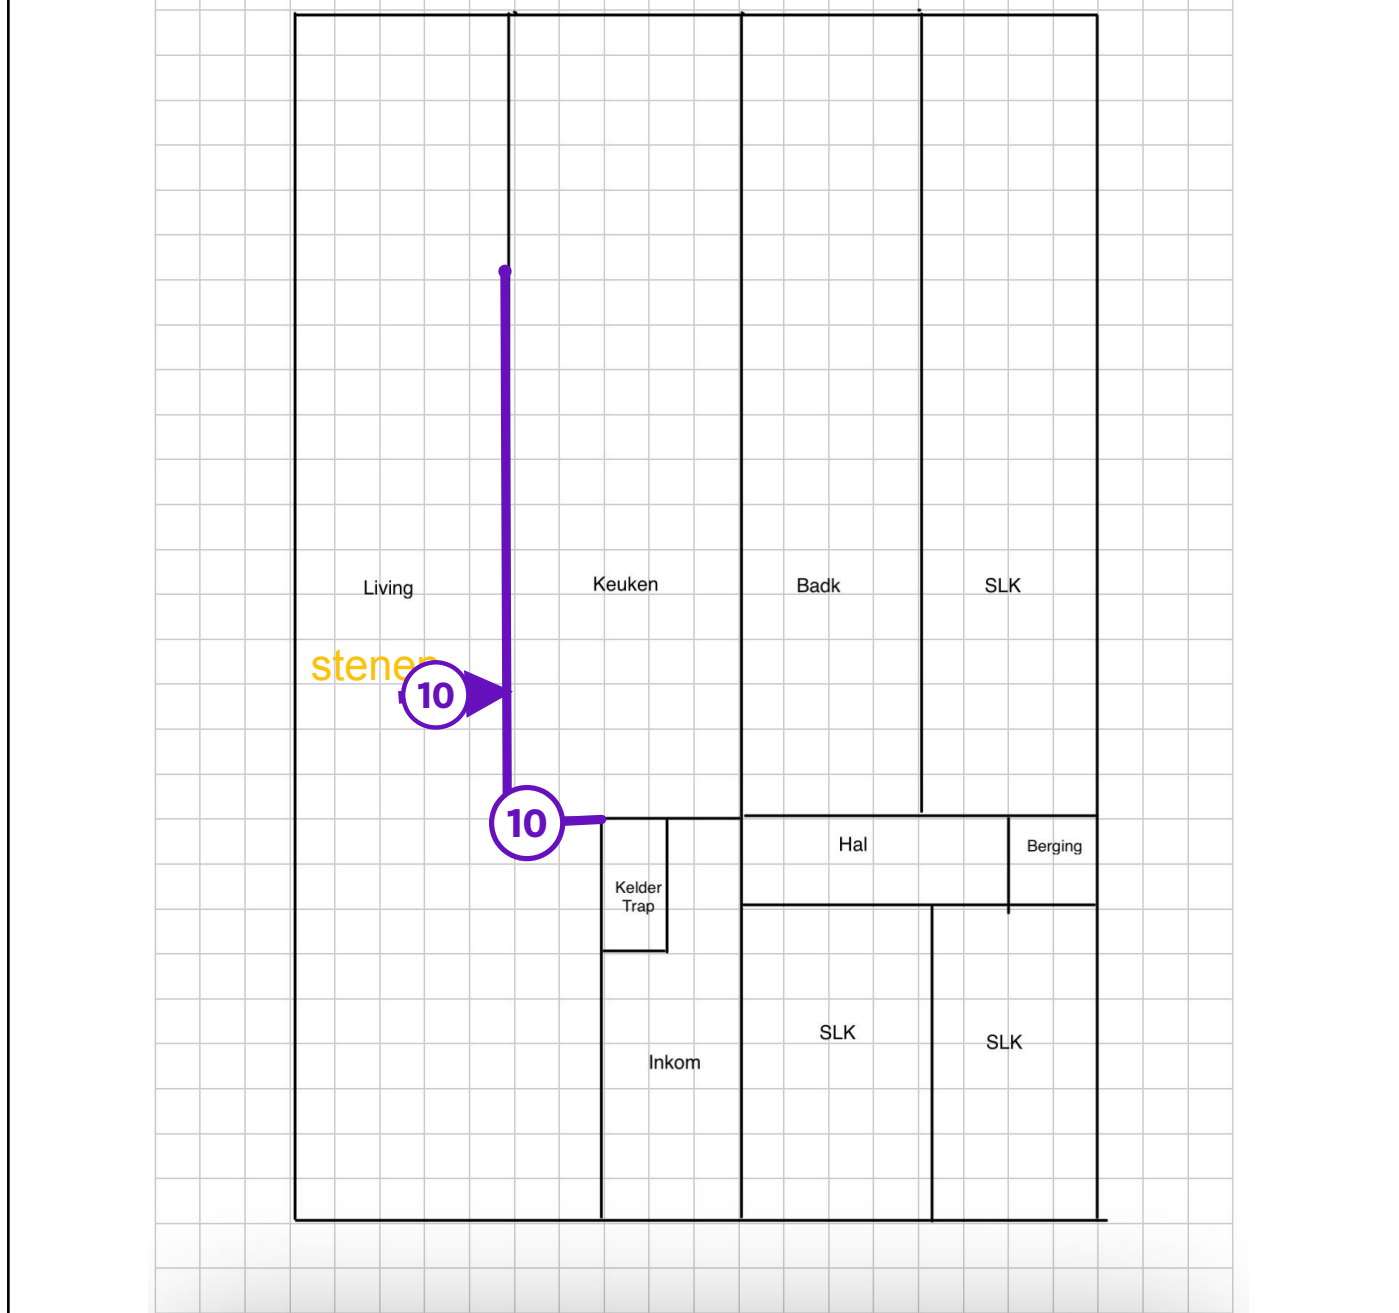 Living
Keuken
Badk
SLK
stenen
10
10
Hal
Berging
Kelder
Trap
SLK
SLK
Inkom